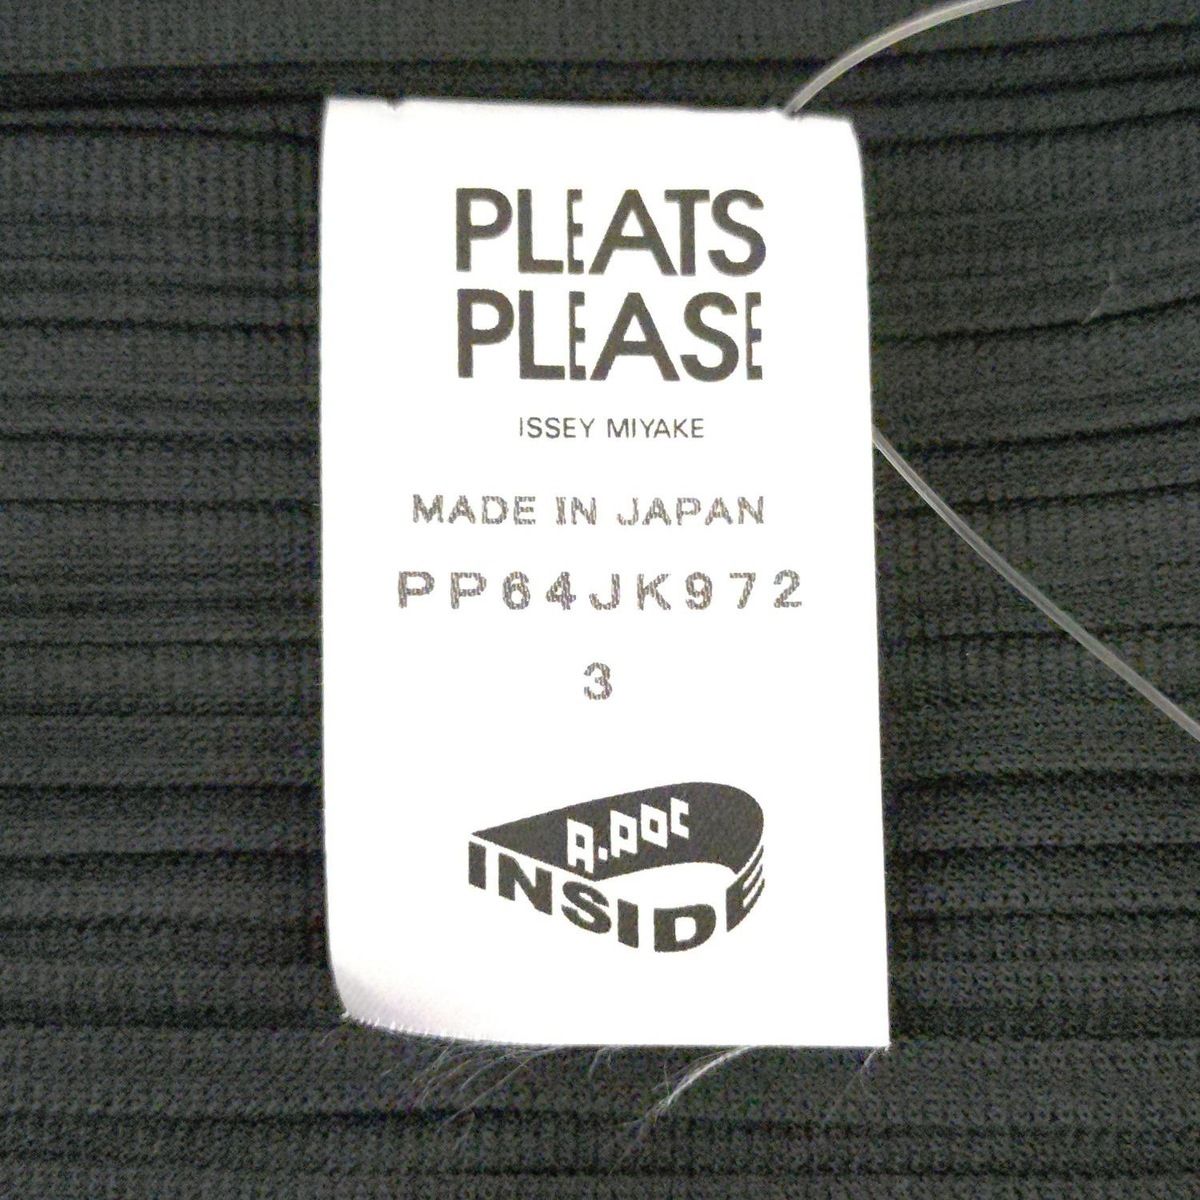 PLEATS
PLEASE
ISSEY MIYAKE
MADE IN JAPAN
PP64JK972
3
A.POC
INSIDE